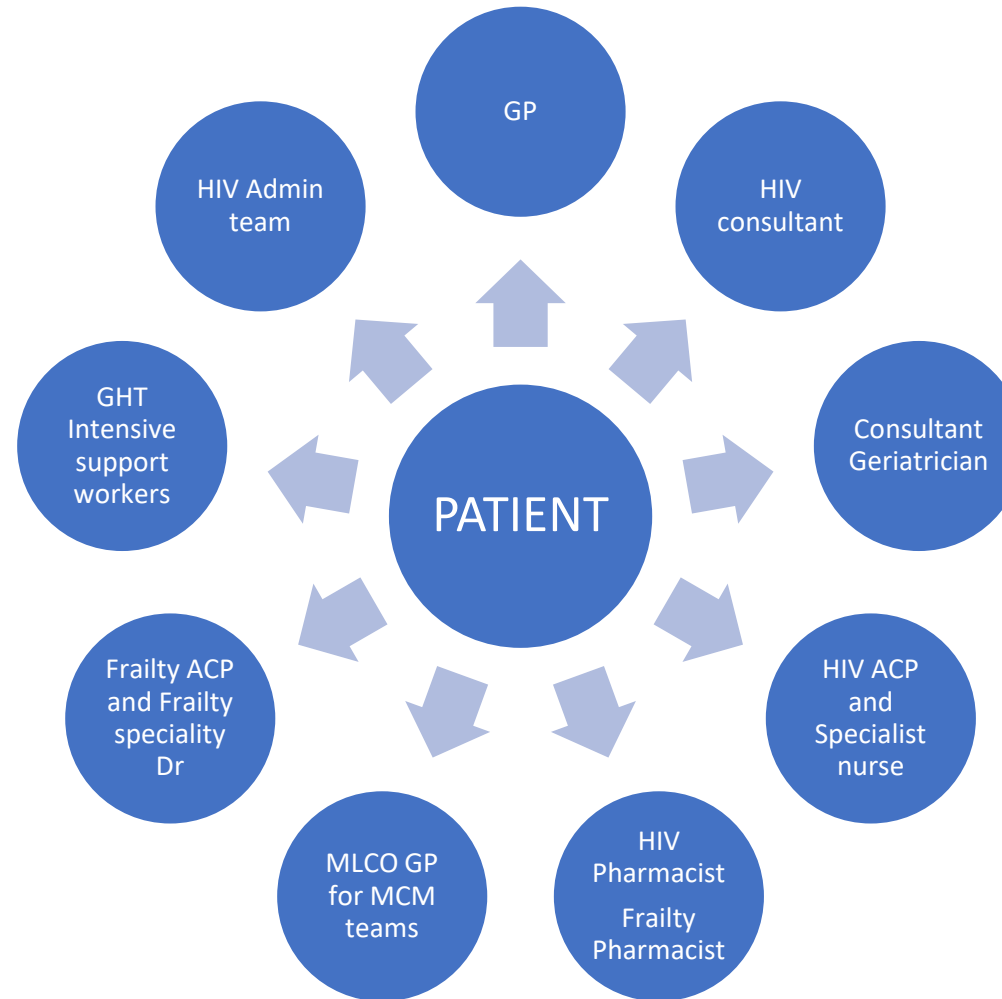 GP
HIV
consultant
Consultant
Geriatrician
HIV ACP
and
Specialist
nurse
HIV
Pharmacist
Frailty
Pharmacist
MLCO GP
for MCM
teams
Frailty ACP
and Frailty
speciality
Dr
GHT
Intensive
support
workers
HIV Admin
team
PATIENT